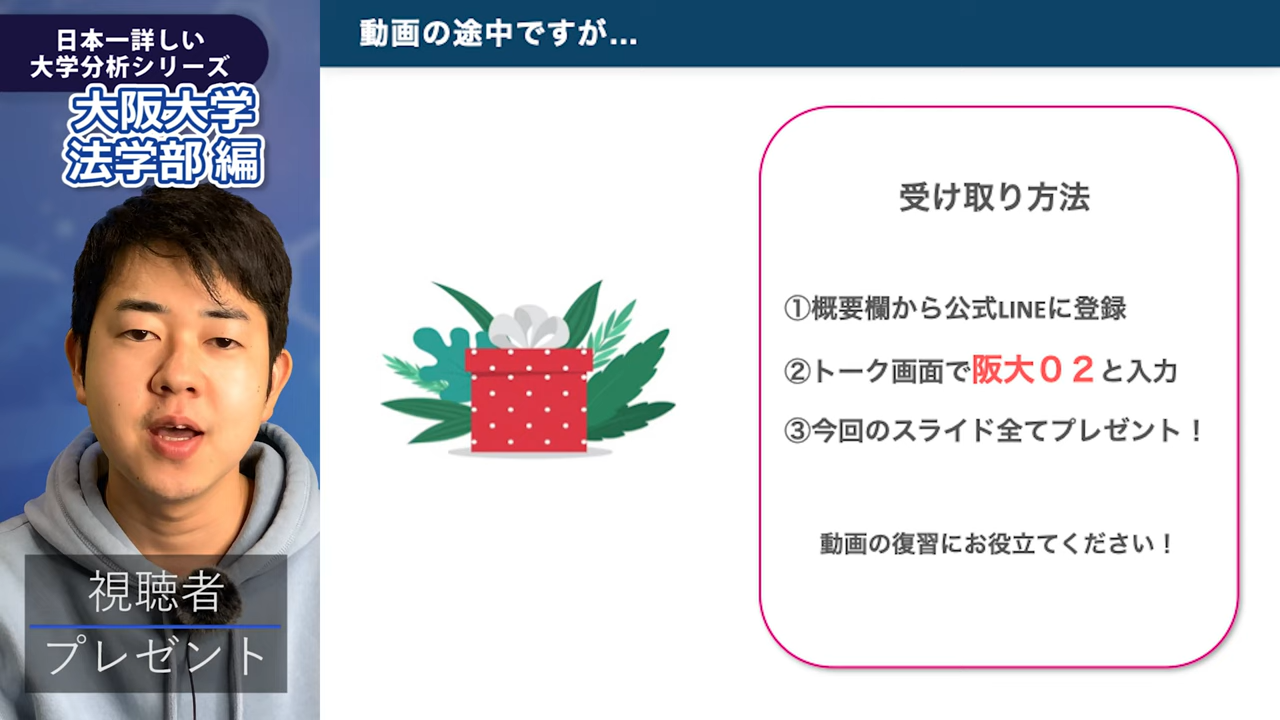 日本一詳しい
大学分析シリーズ
大阪大学
法学部 編
視聴者
プレゼント
動画の途中ですが…
受け取り方法
①概要欄から公式LINEに登録
②トーク画面で阪大０２と入力
③今回のスライド全てプレゼント！
動画の復習にお役立てください！